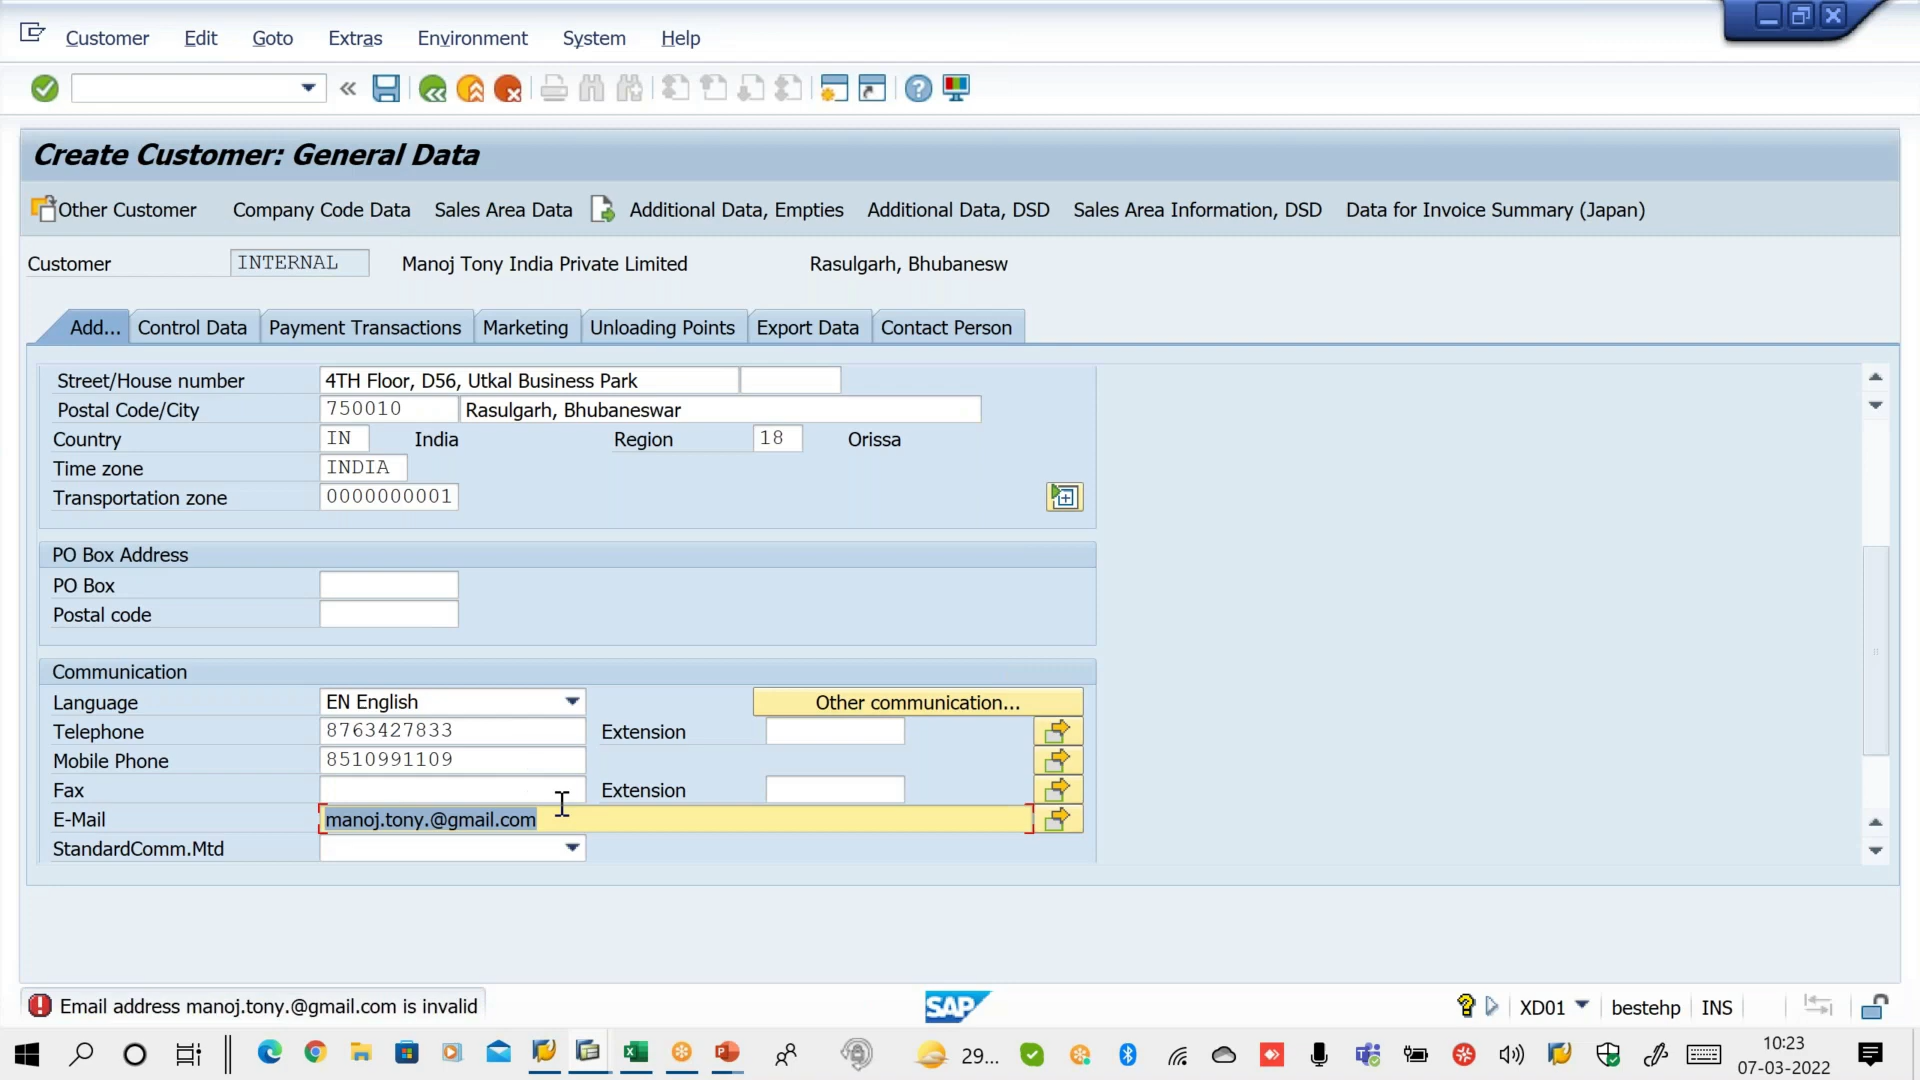 Customer Edit Goto Extras Environment System Help
Create Customer: General Data
Other Customer Company Code Data Sales Area Data Additional Data, Empties Additional Data, DSD Sales Area Information, DSD Data for Invoice Summary (Japan)
Customer INTERNAL Manoj Tony India Private Limited Rasulgarh, Bhubanesw
Add... Control Data Payment Transactions Marketing Unloading Points Export Data Contact Person
Street/House number 4TH Floor, D56, Utkal Business Park
Postal Code/City 750010 Rasulgarh, Bhubaneswar
Country IN India Region 18 Orissa
Time zone INDIA
Transportation zone 0000000001
PO Box Address
PO Box
Postal code
Communication
Language EN English Other communication...
Telephone 8763427833 Extension
Mobile Phone 8510991109
Fax Extension
E-Mail manoj.tony.@gmail.com
StandardComm.Mtd
Email address manoj.tony.@gmail.com is invalid SAP XD01 bestehp INS
29... 10:23
07-03-2022